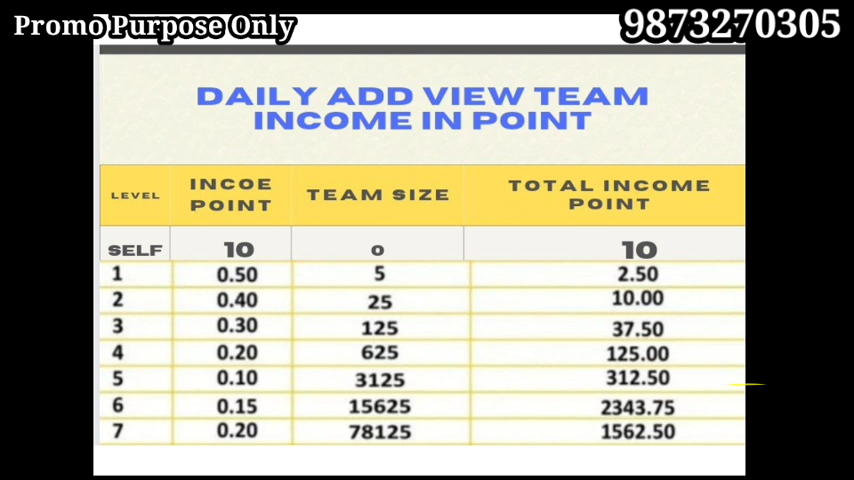 Promo Purpose Only
9873270305
DAILY ADD VIEW TEAM
INCOME IN POINT
LEVEL INCOE POINT TEAM SIZE TOTAL INCOME POINT
SELF 10 0 10
1 0.50 5 2.50
2 0.40 25 10.00
3 0.30 125 37.50
4 0.20 625 125.00
5 0.10 3125 312.50
6 0.15 15625 2343.75
7 0.20 78125 1562.50